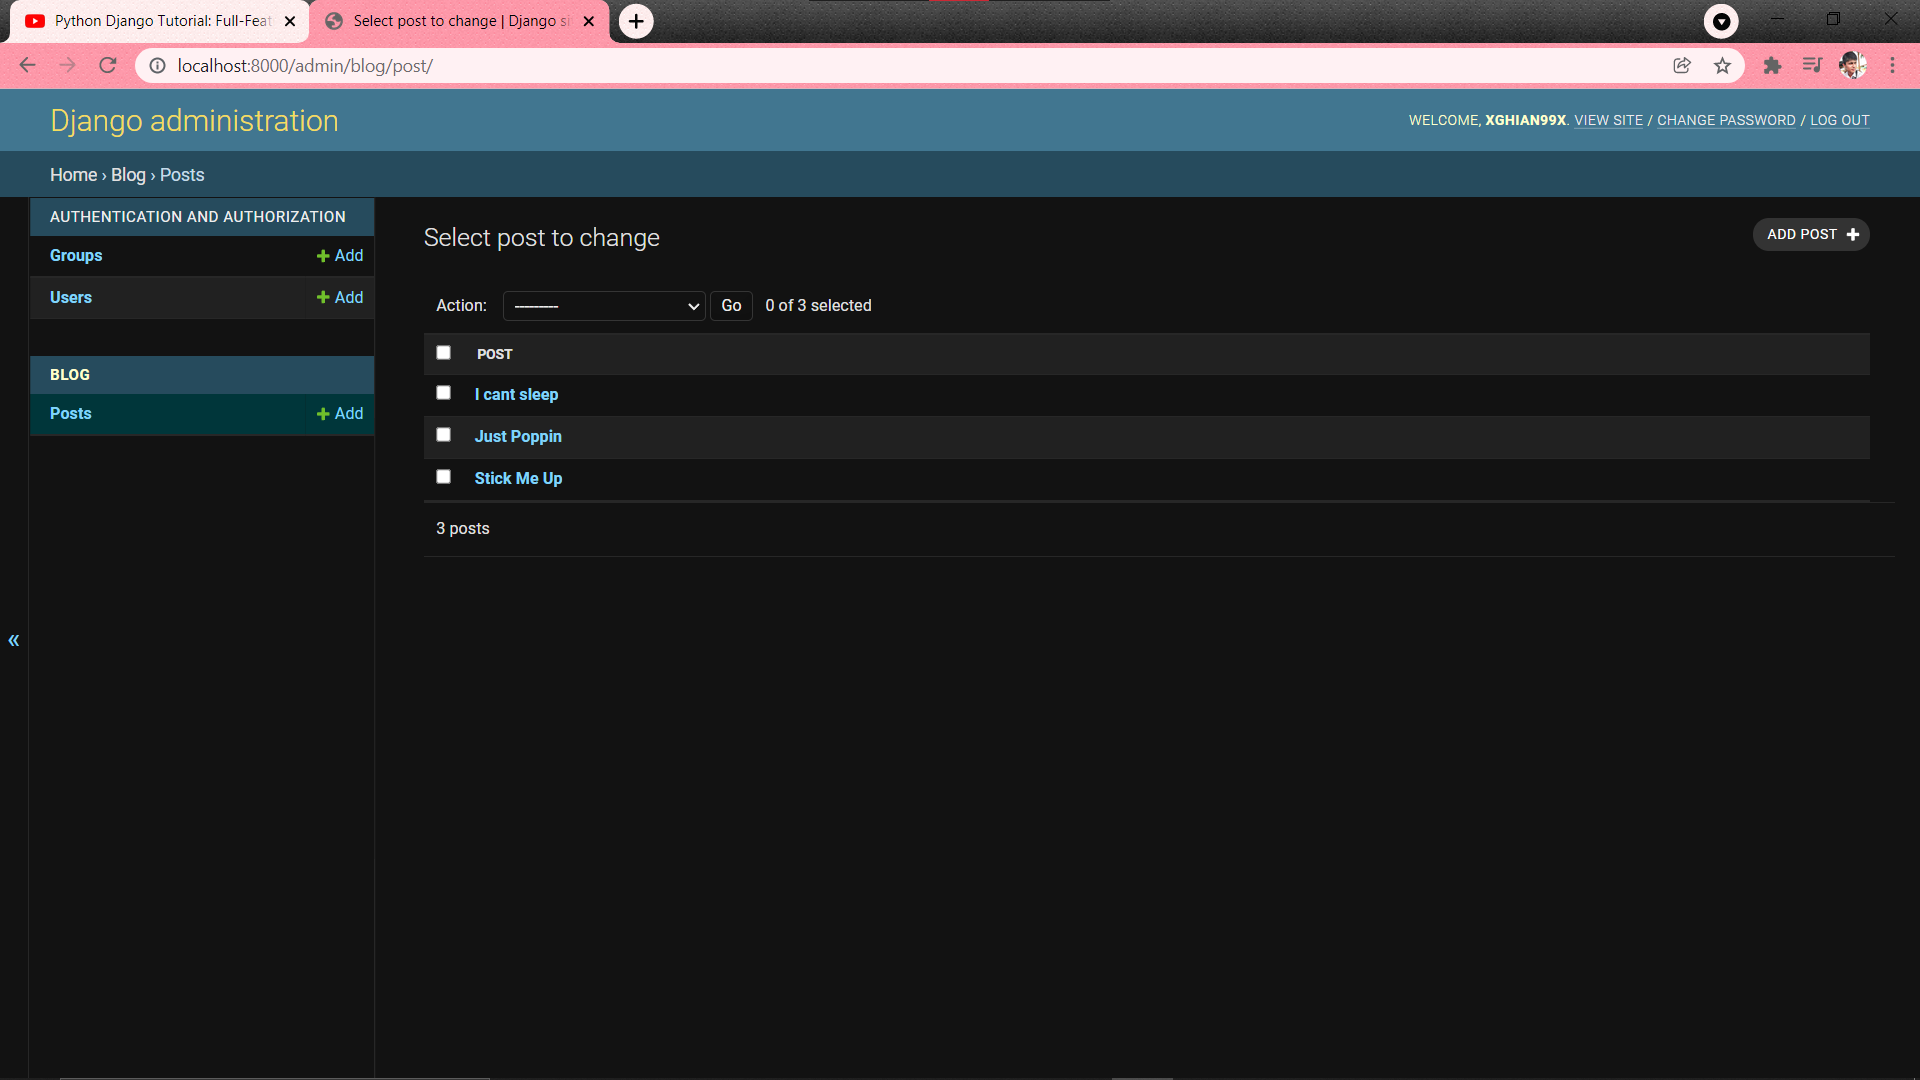 Python Django Tutorial: Full-Feat
Select post to change | Django si
localhost:8000/admin/blog/post/
Django administration
WELCOME, XGHIAN99X. VIEW SITE / CHANGE PASSWORD / LOG OUT
Home › Blog › Posts
AUTHENTICATION AND AUTHORIZATION
Groups + Add
Users + Add
BLOG
Posts + Add
«
Select post to change
ADD POST +
Action: --------- Go 0 of 3 selected
POST
I cant sleep
Just Poppin
Stick Me Up
3 posts